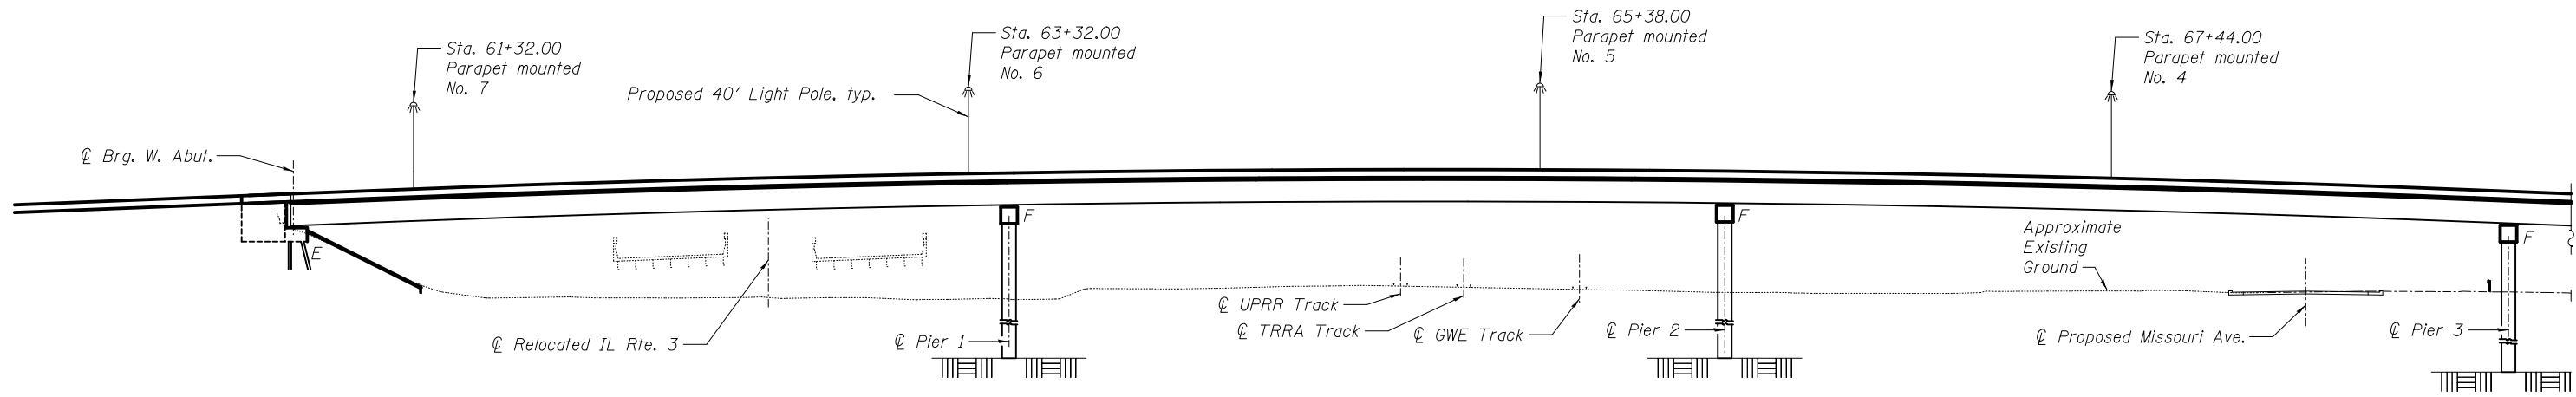 Sta. 61+32.00
Parapet mounted
No. 7
Proposed 40' Light Pole, typ.
Sta. 63+32.00
Parapet mounted
No. 6
Sta. 65+38.00
Parapet mounted
No. 5
Sta. 67+44.00
Parapet mounted
No. 4
℄ Brg. W. Abut.
E
F
F
F
Approximate
Existing
Ground
℄ Relocated IL Rte. 3
℄ Pier 1
℄ UPRR Track
℄ TRRA Track
℄ GWE Track
℄ Pier 2
℄ Proposed Missouri Ave.
℄ Pier 3